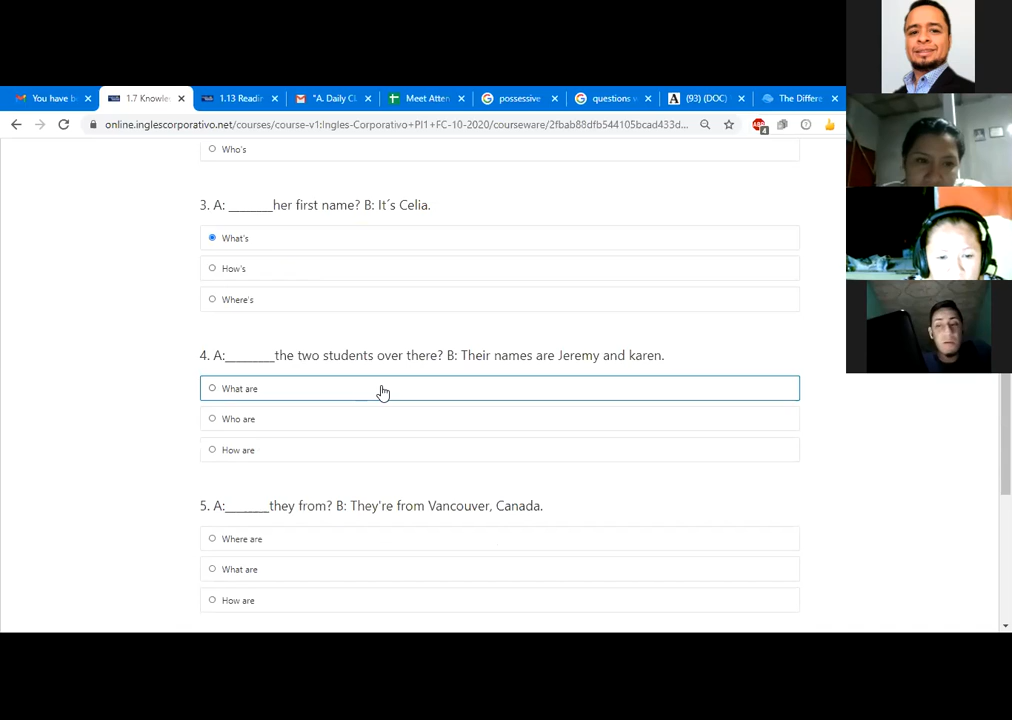 You have b
1.7 Knowle
1.13 Readin
"A. Daily C
Meet Atten
possessive
questions v
(93) (DOC)
The Differe
online.inglescorporativo.net/courses/course-v1:Ingles-Corporativo+PI1+FC-10-2020/courseware/2fbab88dfb544105bcad433d...
4
Who's
3. A: _______her first name? B: It´s Celia.
What's
How's
Where's
4. A:________the two students over there? B: Their names are Jeremy and karen.
What are
Who are
How are
5. A:_______they from? B: They're from Vancouver, Canada.
Where are
What are
How are